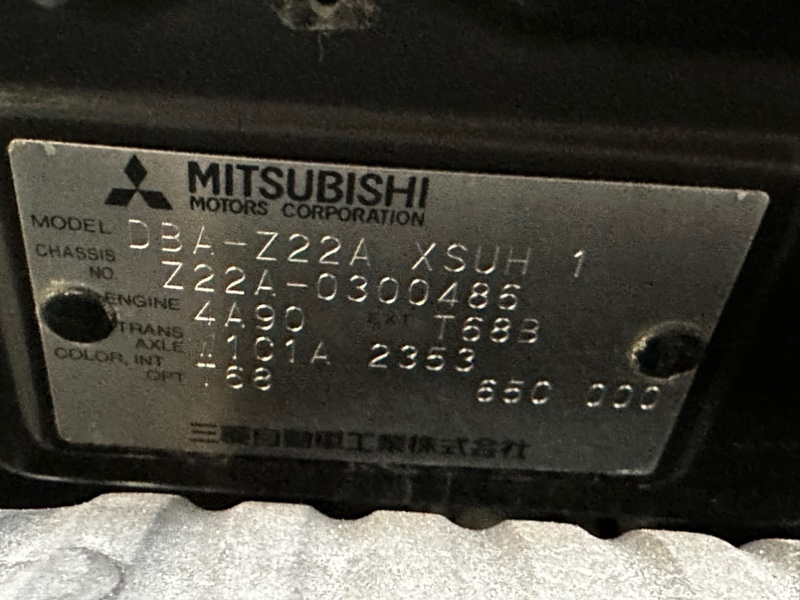 MITSUBISHI
MOTORS CORPORATION
MODEL DBA-Z22A XSUH 1
CHASSIS NO. Z22A-0300486
ENGINE 4A90 EXT T68B
TRANS AXLE 1C1A 2353
COLOR, INT OPT 68 650 000
三菱自動車工業株式会社